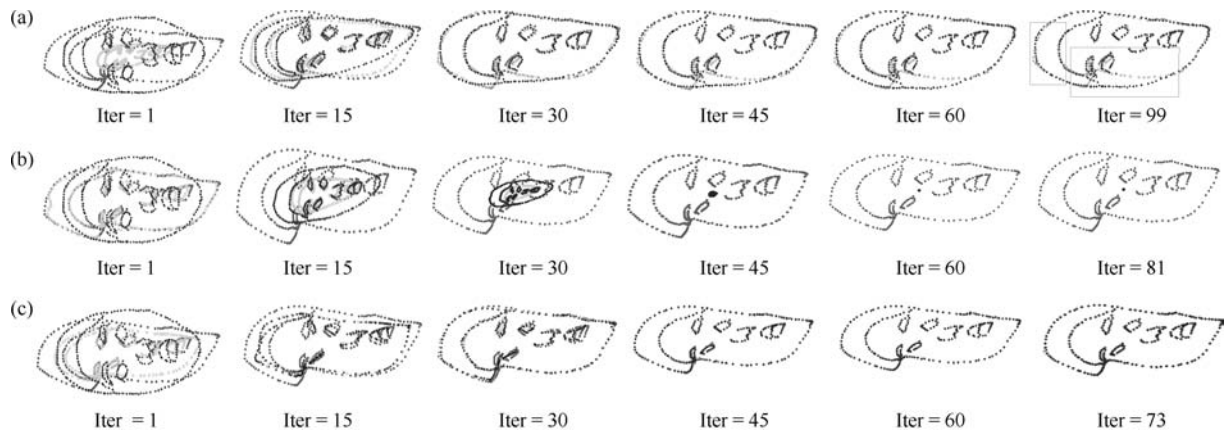 (a)
Iter = 1 Iter = 15 Iter = 30 Iter = 45 Iter = 60 Iter = 99
(b)
Iter = 1 Iter = 15 Iter = 30 Iter = 45 Iter = 60 Iter = 81
(c)
Iter = 1 Iter = 15 Iter = 30 Iter = 45 Iter = 60 Iter = 73